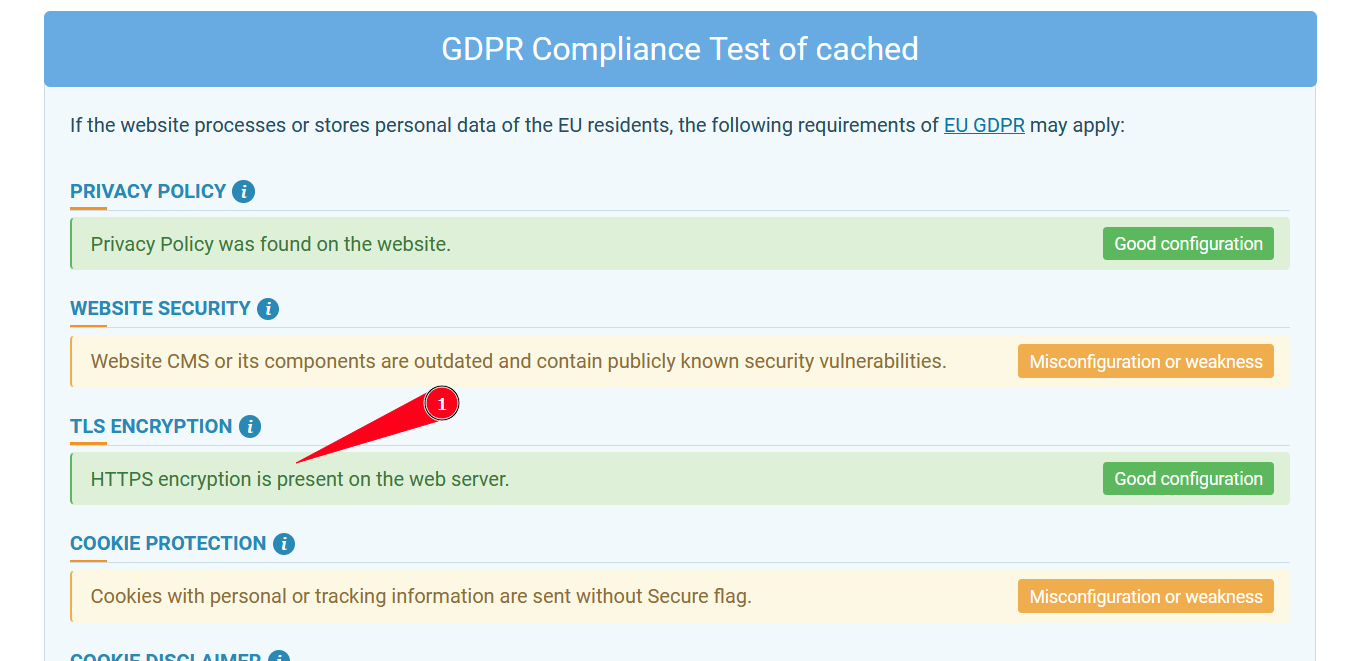 GDPR Compliance Test of cached
If the website processes or stores personal data of the EU residents, the following requirements of EU GDPR may apply:
PRIVACY POLICY i
Privacy Policy was found on the website. Good configuration
WEBSITE SECURITY i
Website CMS or its components are outdated and contain publicly known security vulnerabilities. Misconfiguration or weakness
1
TLS ENCRYPTION i
HTTPS encryption is present on the web server. Good configuration
COOKIE PROTECTION i
Cookies with personal or tracking information are sent without Secure flag. Misconfiguration or weakness
COOKIE DISCLAIMER i